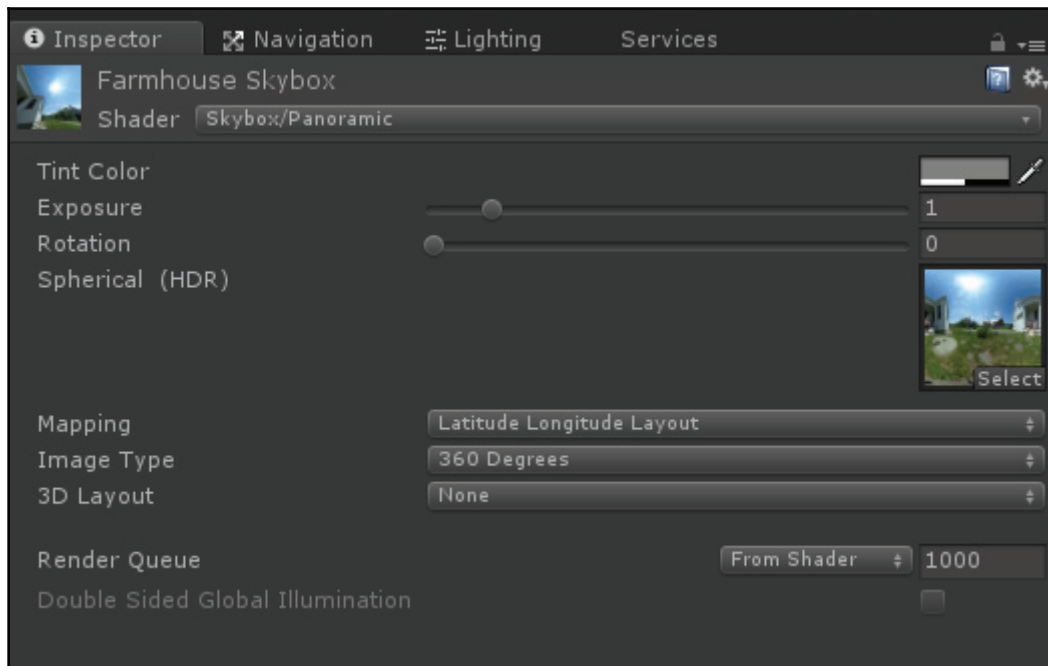 Inspector Navigation Lighting Services
Farmhouse Skybox
Shader Skybox/Panoramic
Tint Color
Exposure 1
Rotation 0
Spherical (HDR)
Select
Mapping Latitude Longitude Layout
Image Type 360 Degrees
3D Layout None
Render Queue From Shader 1000
Double Sided Global Illumination